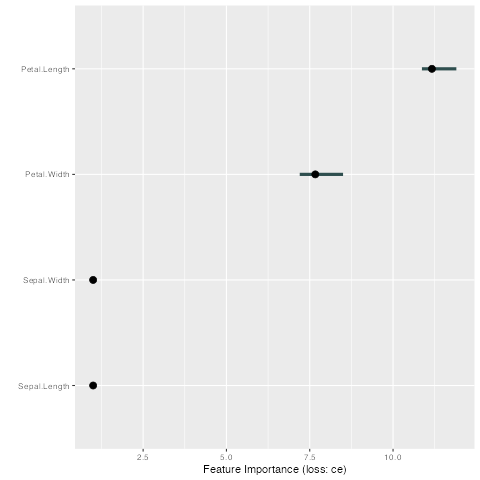 Petal.Length
Petal.Width
Sepal.Width
Sepal.Length
2.5 5.0 7.5 10.0
Feature Importance (loss: ce)